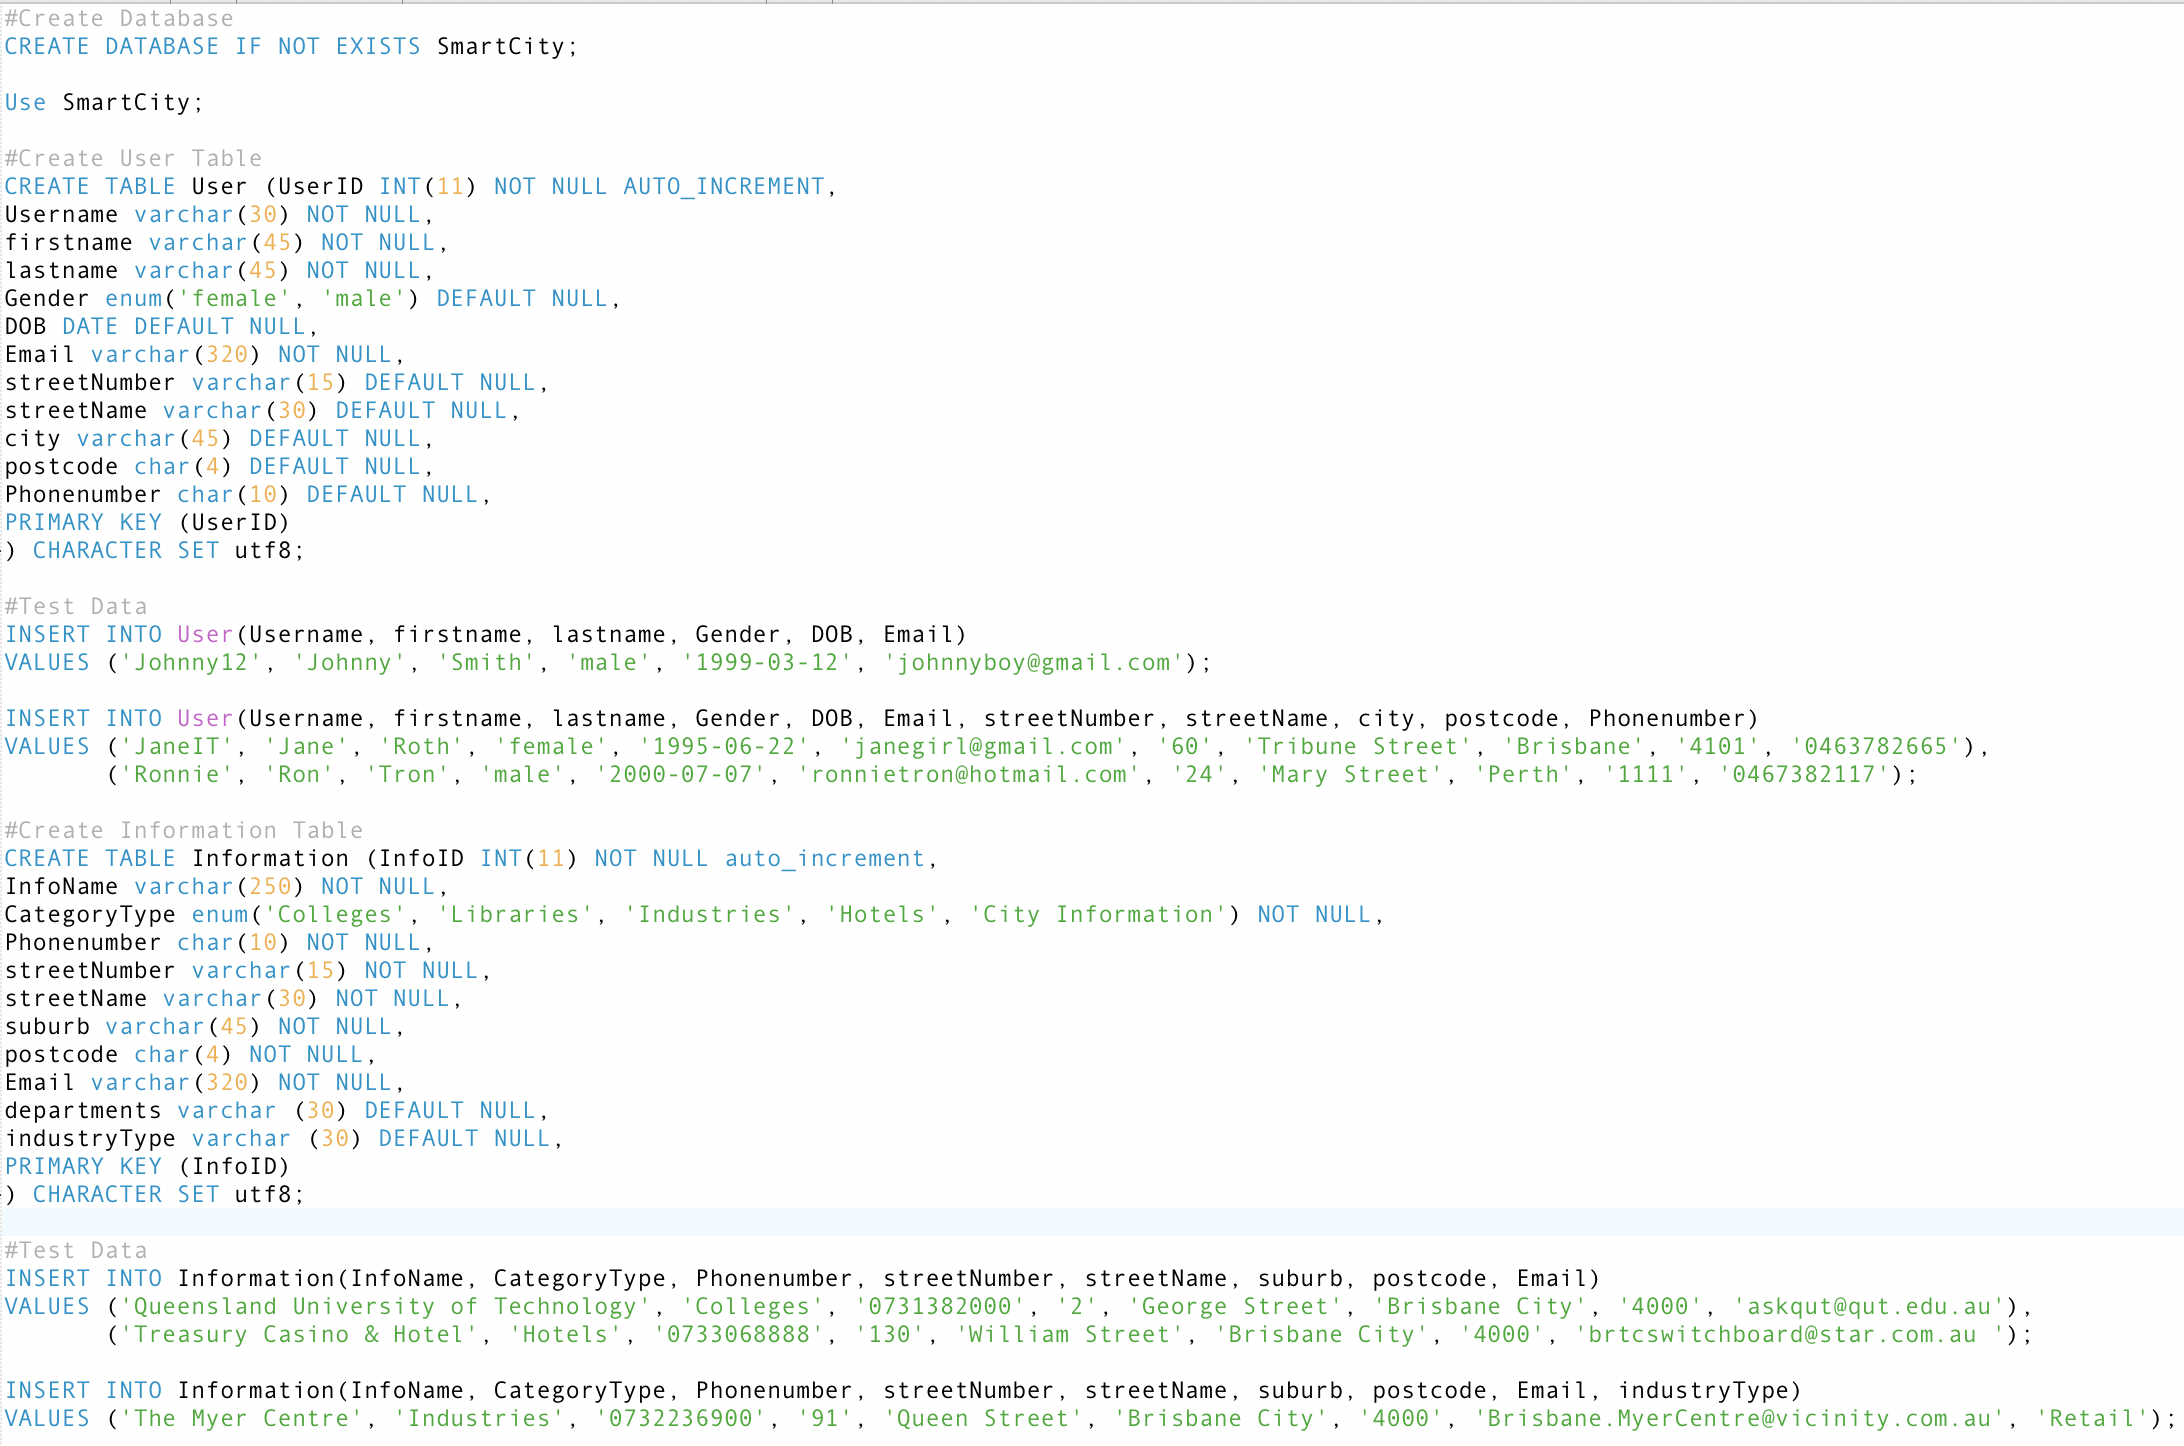 #Create Database
CREATE DATABASE IF NOT EXISTS SmartCity;
Use SmartCity;
#Create User Table
CREATE TABLE User (UserID INT(11) NOT NULL AUTO_INCREMENT,
Username varchar(30) NOT NULL,
firstname varchar(45) NOT NULL,
lastname varchar(45) NOT NULL,
Gender enum('female', 'male') DEFAULT NULL,
DOB DATE DEFAULT NULL,
Email varchar(320) NOT NULL,
streetNumber varchar(15) DEFAULT NULL,
streetName varchar(30) DEFAULT NULL,
city varchar(45) DEFAULT NULL,
postcode char(4) DEFAULT NULL,
Phonenumber char(10) DEFAULT NULL,
PRIMARY KEY (UserID)
) CHARACTER SET utf8;
#Test Data
INSERT INTO User(Username, firstname, lastname, Gender, DOB, Email)
VALUES ('Johnny12', 'Johnny', 'Smith', 'male', '1999-03-12', 'johnnyboy@gmail.com');
INSERT INTO User(Username, firstname, lastname, Gender, DOB, Email, streetNumber, streetName, city, postcode, Phonenumber)
VALUES ('JaneIT', 'Jane', 'Roth', 'female', '1995-06-22', 'janegirl@gmail.com', '60', 'Tribune Street', 'Brisbane', '4101', '0463782665'),
('Ronnie', 'Ron', 'Tron', 'male', '2000-07-07', 'ronnietron@hotmail.com', '24', 'Mary Street', 'Perth', '1111', '0467382117');
#Create Information Table
CREATE TABLE Information (InfoID INT(11) NOT NULL auto_increment,
InfoName varchar(250) NOT NULL,
CategoryType enum('Colleges', 'Libraries', 'Industries', 'Hotels', 'City Information') NOT NULL,
Phonenumber char(10) NOT NULL,
streetNumber varchar(15) NOT NULL,
streetName varchar(30) NOT NULL,
suburb varchar(45) NOT NULL,
postcode char(4) NOT NULL,
Email varchar(320) NOT NULL,
departments varchar (30) DEFAULT NULL,
industryType varchar (30) DEFAULT NULL,
PRIMARY KEY (InfoID)
) CHARACTER SET utf8;
#Test Data
INSERT INTO Information(InfoName, CategoryType, Phonenumber, streetNumber, streetName, suburb, postcode, Email)
VALUES ('Queensland University of Technology', 'Colleges', '0731382000', '2', 'George Street', 'Brisbane City', '4000', 'askqut@qut.edu.au'),
('Treasury Casino & Hotel', 'Hotels', '0733068888', '130', 'William Street', 'Brisbane City', '4000', 'brtcswitchboard@star.com.au ');
INSERT INTO Information(InfoName, CategoryType, Phonenumber, streetNumber, streetName, suburb, postcode, Email, industryType)
VALUES ('The Myer Centre', 'Industries', '0732236900', '91', 'Queen Street', 'Brisbane City', '4000', 'Brisbane.MyerCentre@vicinity.com.au', 'Retail');